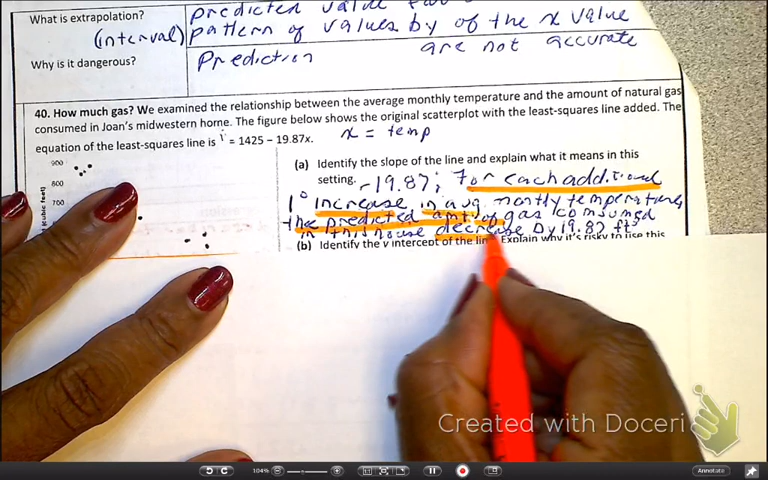 What is extrapolation?
predicted value
(interval) pattern of values by of the x value
Why is it dangerous?
Prediction are not accurate
40. How much gas? We examined the relationship between the average monthly temperature and the amount of natural gas
consumed in Joan's midwestern home. The figure below shows the original scatterplot with the least-squares line added. The
equation of the least-squares line is ŷ = 1425 – 19.87x. x = temp
900
800
700
(cubic feet)
(a) Identify the slope of the line and explain what it means in this
setting. -19.87; For each additional
1° increase in avg. montly temperature,
the predicted amt of gas consumed
in this house decrease by 19.87 ft³
(b) Identify the y intercept of the line. Explain why it's risky to use this
Created with Doceri
104%
Annotate